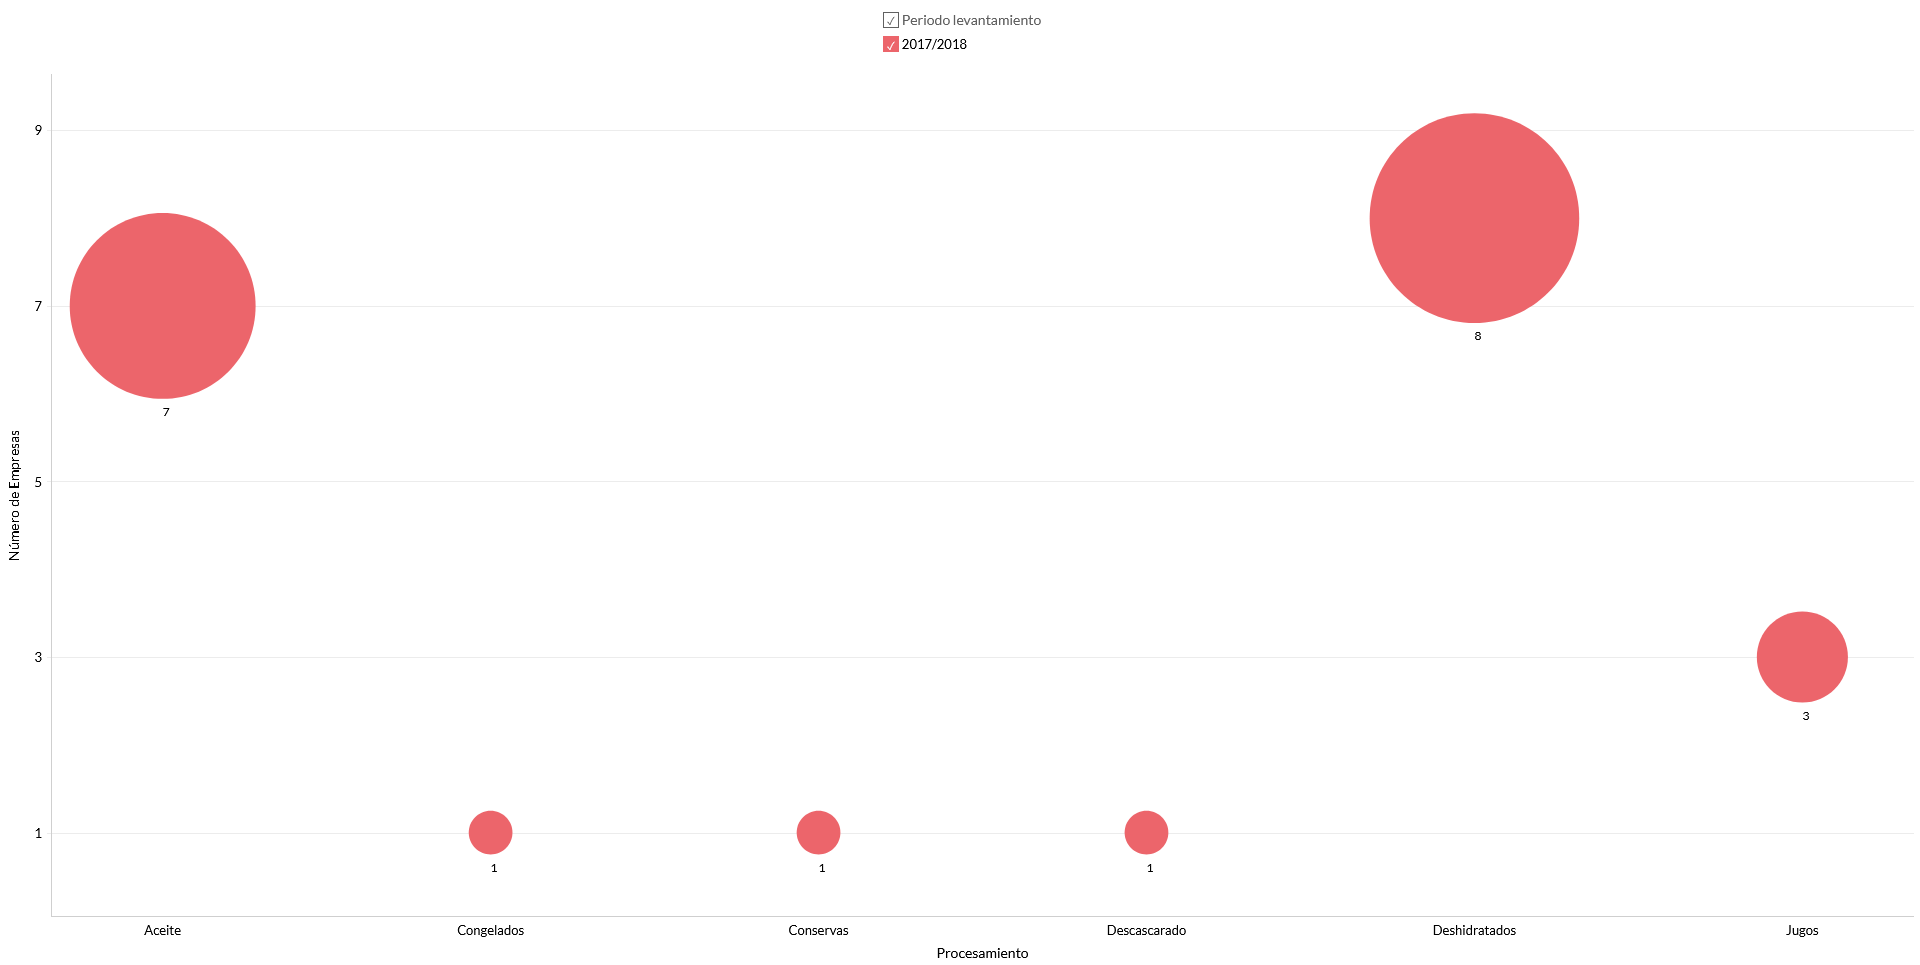 ✓ Periodo levantamiento
✓ 2017/2018
Número de Empresas
9
7
5
3
1
7
1
1
1
8
3
Aceite
Congelados
Conservas
Descascarado
Deshidratados
Jugos
Procesamiento